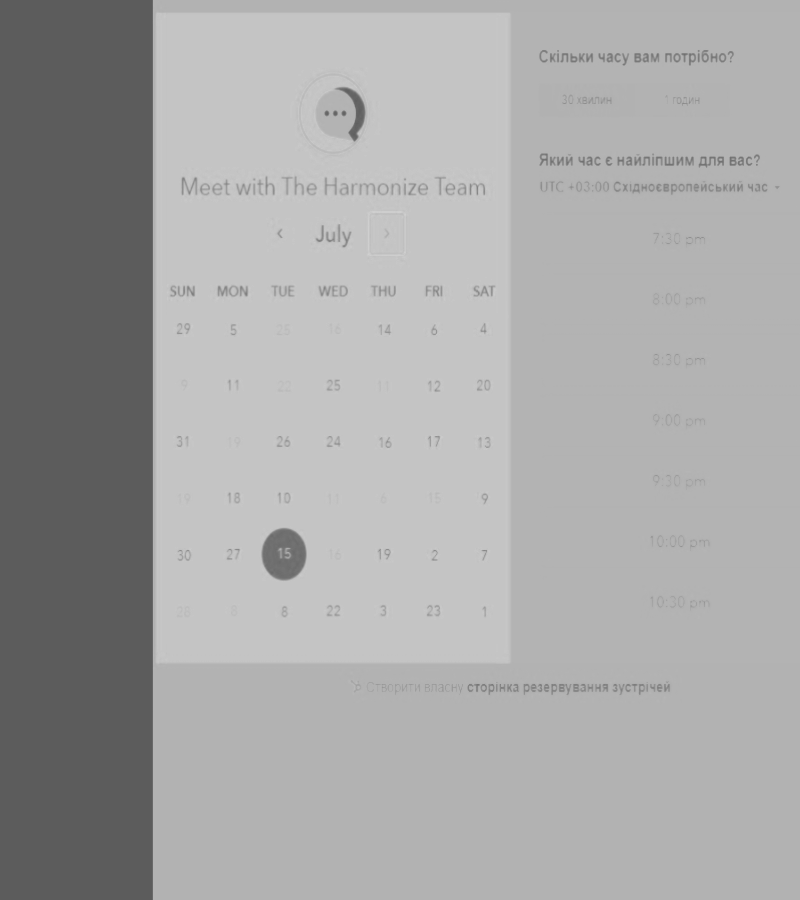 Meet with The Harmonize Team
‹ July ›
SUN MON TUE WED THU FRI SAT
29 5 25 16 14 6 4
9 11 22 25 11 12 20
31 19 26 24 16 17 13
19 18 10 11 6 15 9
30 27 15 16 19 2 7
8 22 3 23 1
Скільки часу вам потрібно?
30 хвилин 1 годин
Який час є найліпшим для вас?
UTC +03:00 Східноєвропейський час
7:30 pm
8:00 pm
8:30 pm
9:00 pm
9:30 pm
10:00 pm
10:30 pm
Створити власну сторінка резервування зустрічей